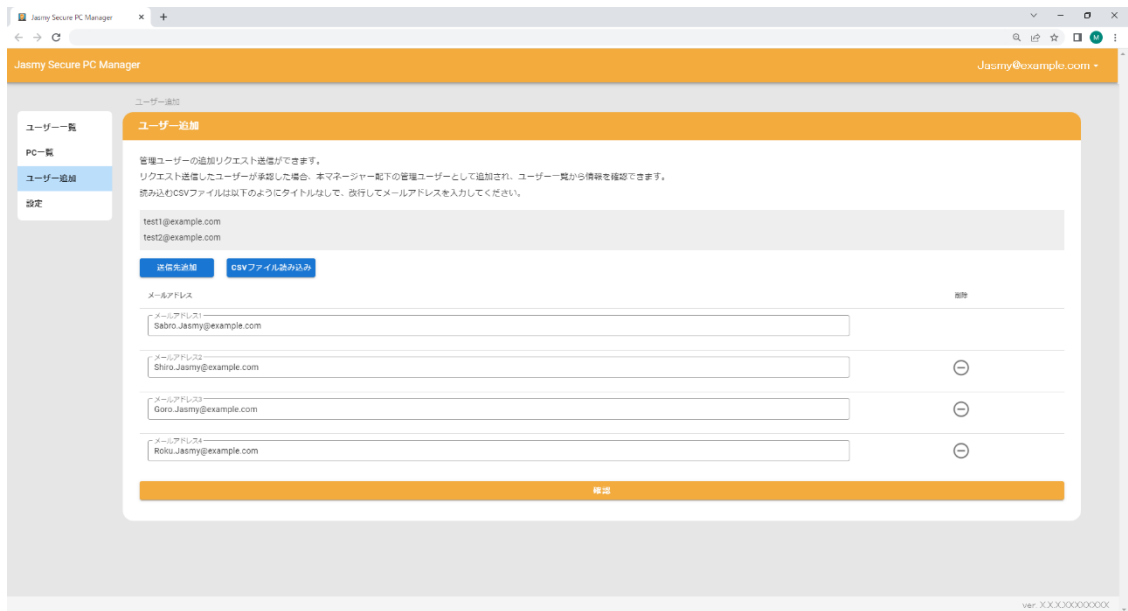 Jasmy Secure PC Manager
Jasmy Secure PC Manager
Jasmy@example.com
ユーザー追加
ユーザー一覧
PC一覧
ユーザー追加
設定
ユーザー追加
管理ユーザーの追加リクエスト送信ができます。
リクエスト送信したユーザーが承認した場合、本マネージャー配下の管理ユーザーとして追加され、ユーザー一覧から情報を確認できます。
読み込むCSVファイルは以下のようにタイトルなしで、改行してメールアドレスを入力してください。
test1@example.com
test2@example.com
送信先追加 CSVファイル読み込み
メールアドレス 削除
メールアドレス1
Sabro.Jasmy@example.com
メールアドレス2
Shiro.Jasmy@example.com
メールアドレス3
Goro.Jasmy@example.com
メールアドレス4
Roku.Jasmy@example.com
確認
ver. X.X.XXXXXXXXXX